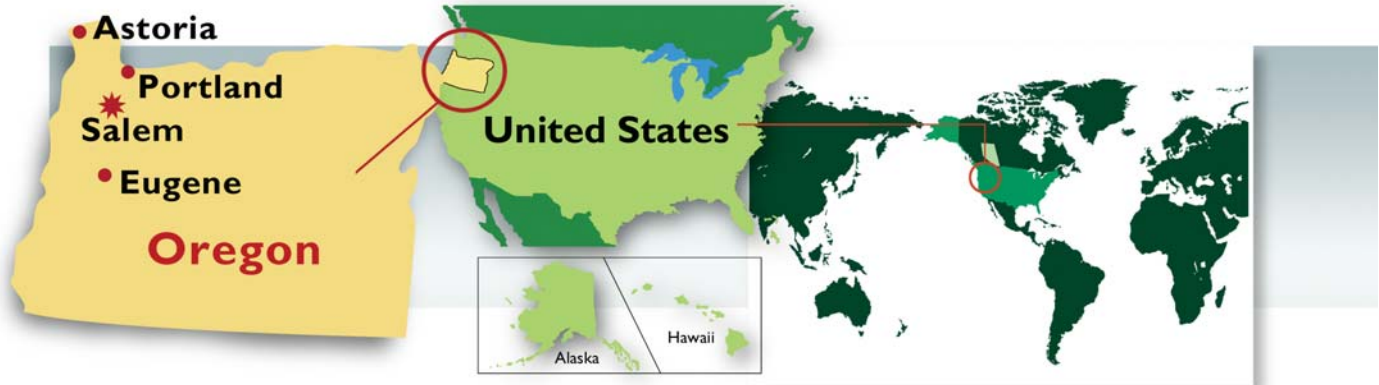 Astoria
Portland
Salem
Eugene
Oregon
United States
Alaska
Hawaii